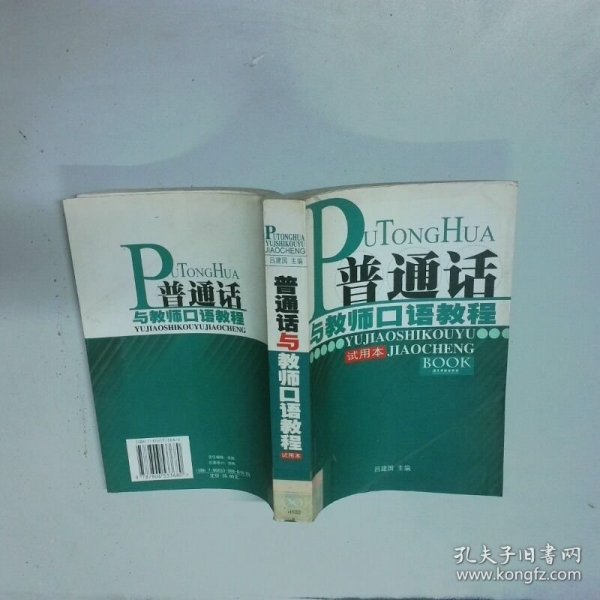 PUTONGHUA
普通话
与教师口语教程
YUJIAOSHIKOUYUJIAOCHENG
PUTONGHUA
YUJISHIKOUYU
JIAOCHENG
吕建国 主编
普通话与教师口语教程
试用本
PUTONGHUA
普通话
与教师口语教程
YUJIAOSHIKOUYU
试用本 JIAOCHENG
BOOK
吕建国 主编
孔夫子旧书网
www.kongfz.com